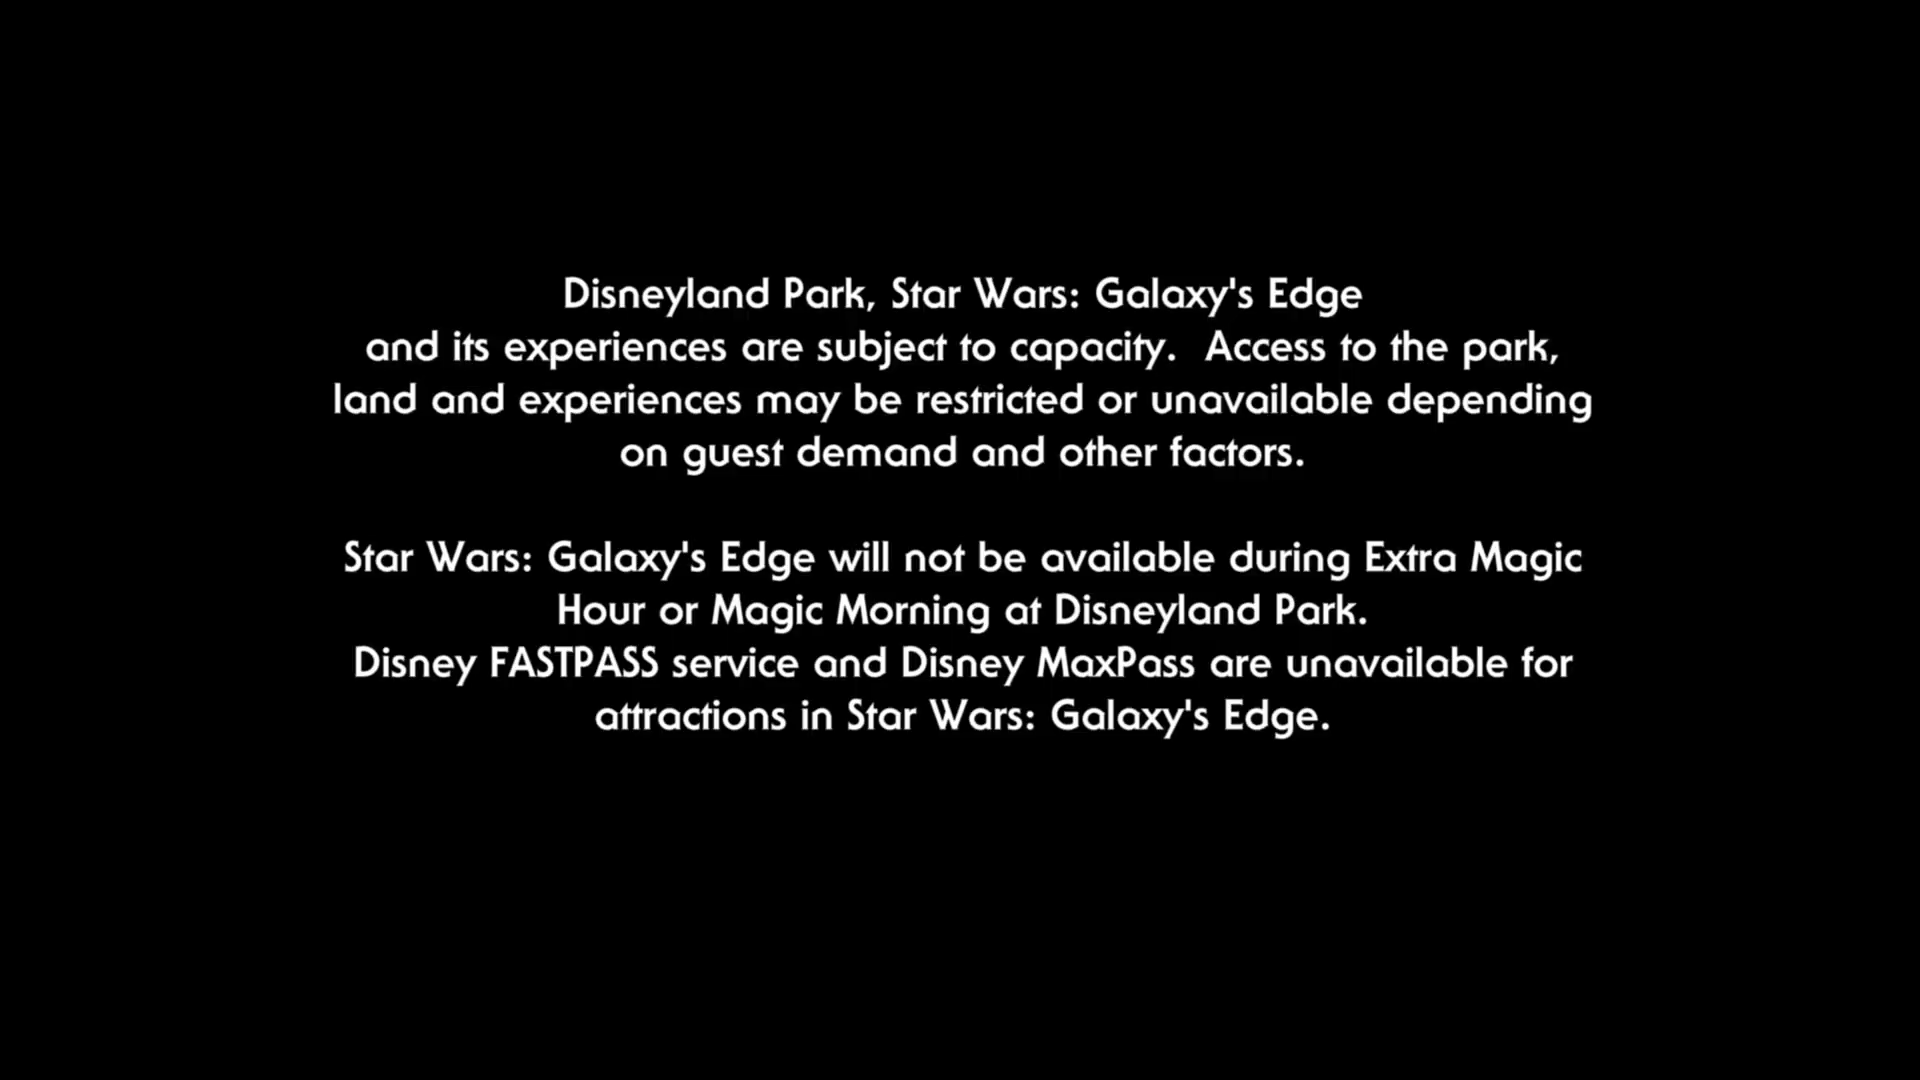 Disneyland Park, Star Wars: Galaxy's Edge
and its experiences are subject to capacity.  Access to the park,
land and experiences may be restricted or unavailable depending
on guest demand and other factors.
Star Wars: Galaxy's Edge will not be available during Extra Magic
Hour or Magic Morning at Disneyland Park.
Disney FASTPASS service and Disney MaxPass are unavailable for
attractions in Star Wars: Galaxy's Edge.